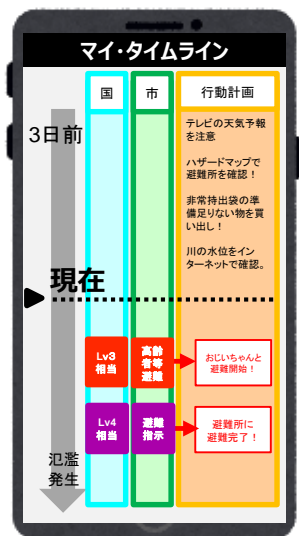 マイ・タイムライン
国
市
行動計画
3日前
テレビの天気予報
を注意
ハザードマップで
避難所を確認！
非常持出袋の準
備足りない物を買
い出し！
川の水位をイン
ターネットで確認。
現在
Lv3
相当
高齢
者等
避難
おじいちゃんと
避難開始！
Lv4
相当
避難
指示
避難所に
避難完了！
氾濫
発生